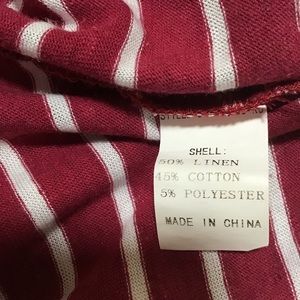 SHELL:
50% LINEN
45% COTTON
5% POLYESTER
MADE IN CHINA